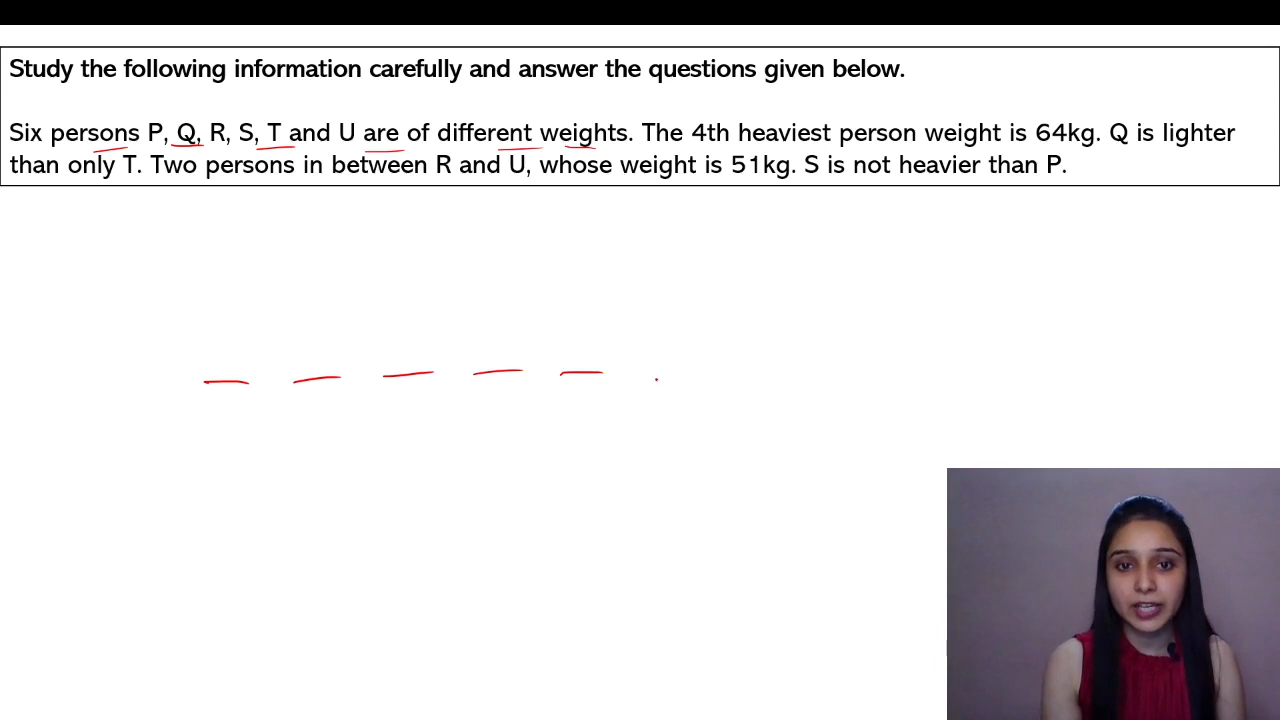 Study the following information carefully and answer the questions given below.
Six persons P, Q, R, S, T and U are of different weights. The 4th heaviest person weight is 64kg. Q is lighter
than only T. Two persons in between R and U, whose weight is 51kg. S is not heavier than P.